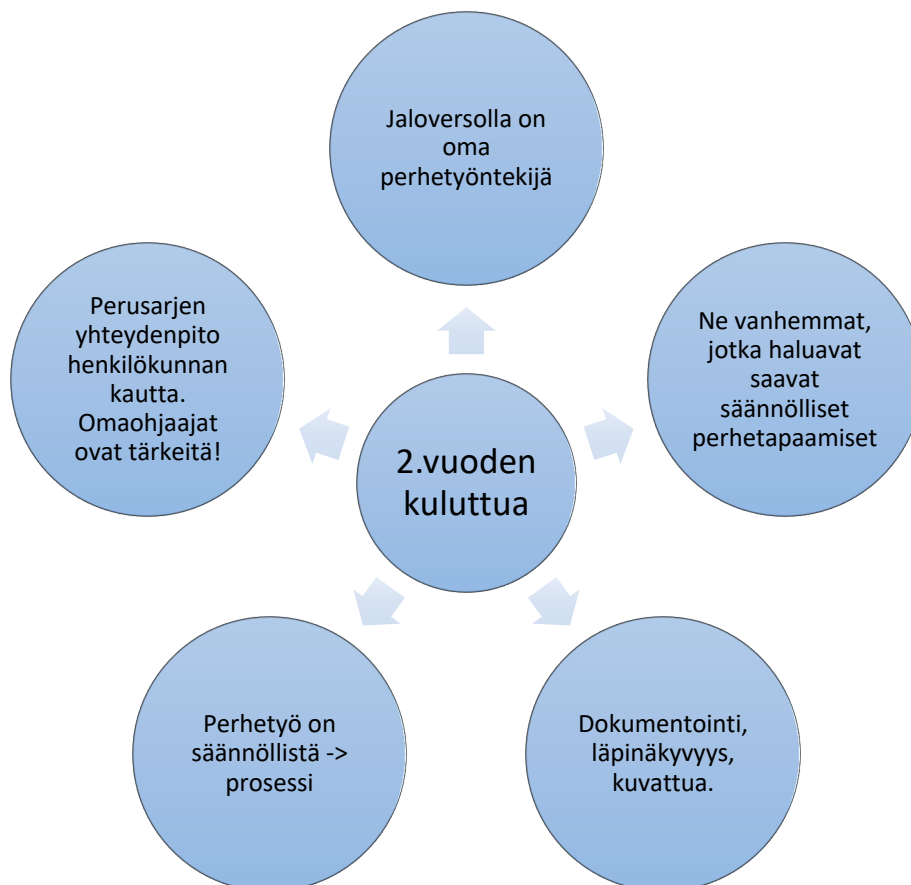 Jaloversolla on
oma
perhetyöntekijä
Perusarjen
yhteydenpito
henkilökunnan
kautta.
Omaohjaajat
ovat tärkeitä!
Ne vanhemmat,
jotka haluavat
saavat
säännölliset
perhetapaamiset
2.vuoden
kuluttua
Perhetyö on
säännöllistä ->
prosessi
Dokumentointi,
läpinäkyvyys,
kuvattua.